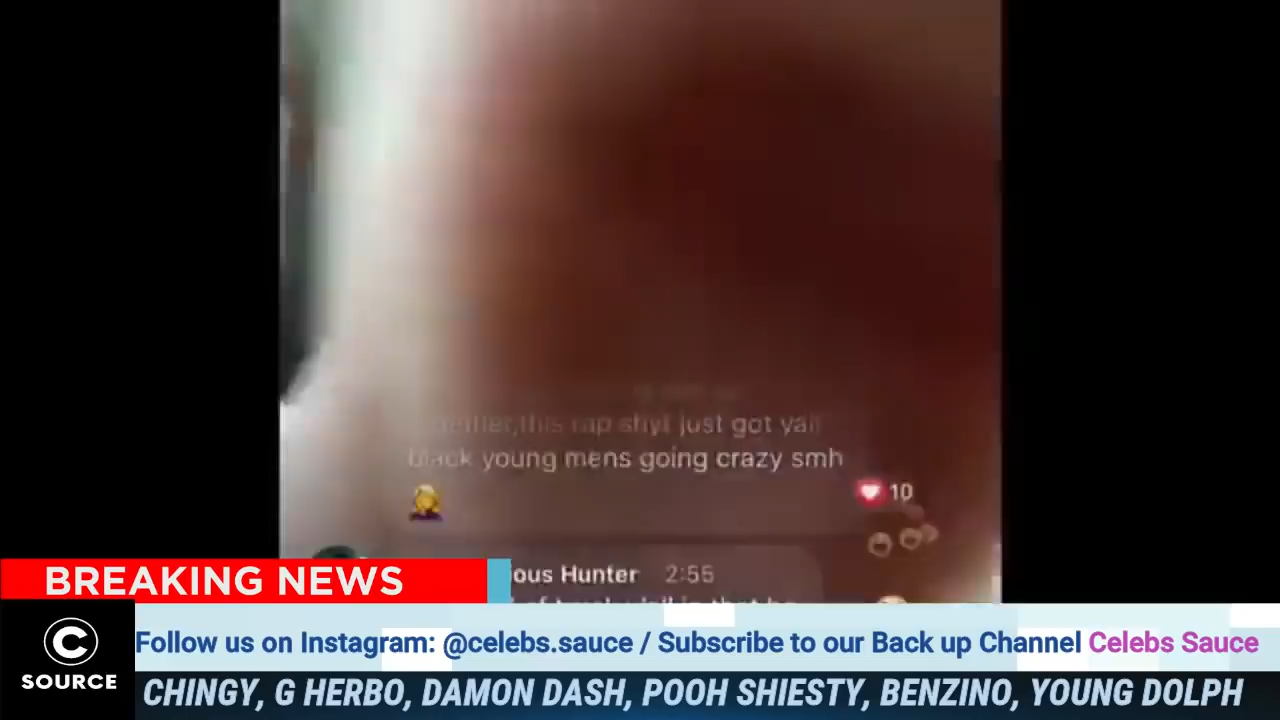 this rap shyt just got yall
black young mens going crazy smh
10
ious Hunter 2:55
BREAKING NEWS
Follow us on Instagram: @celebs.sauce / Subscribe to our Back up Channel Celebs Sauce
C
SOURCE
CHINGY, G HERBO, DAMON DASH, POOH SHIESTY, BENZINO, YOUNG DOLPH